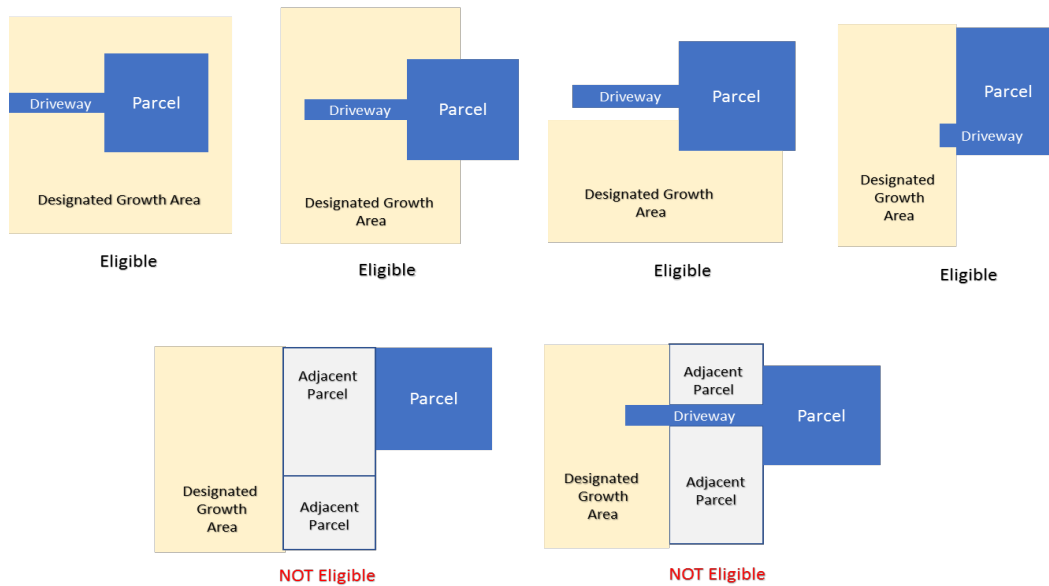 Driveway
Parcel
Designated Growth Area
Eligible
Driveway
Parcel
Designated Growth
Area
Eligible
Driveway
Parcel
Designated Growth
Area
Eligible
Parcel
Driveway
Designated
Growth
Area
Eligible
Adjacent
Parcel
Parcel
Designated
Growth
Area
Adjacent
Parcel
NOT Eligible
Adjacent
Parcel
Driveway
Parcel
Designated
Growth
Area
Adjacent
Parcel
NOT Eligible